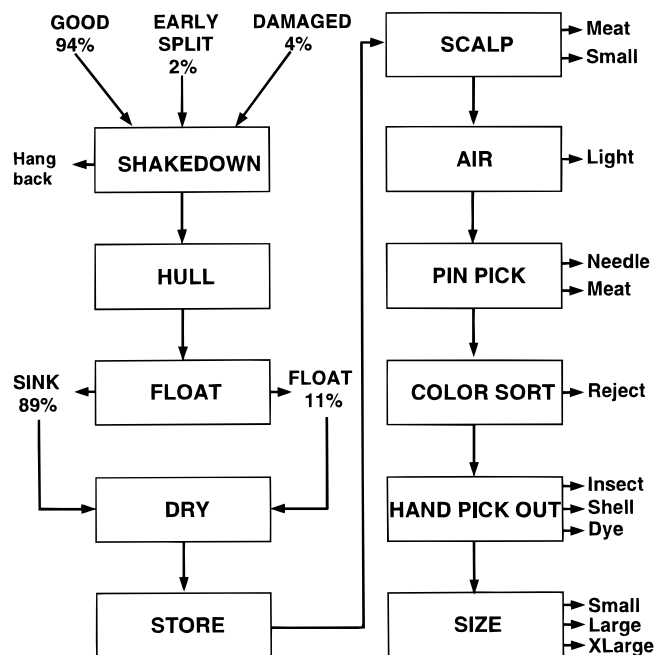 GOOD
94%
EARLY
SPLIT
2%
DAMAGED
4%
Hang
back
SHAKEDOWN
HULL
SINK
89%
FLOAT
FLOAT
11%
DRY
STORE
SCALP
Meat
Small
AIR
Light
PIN PICK
Needle
Meat
COLOR SORT
Reject
HAND PICK OUT
Insect
Shell
Dye
SIZE
Small
Large
XLarge